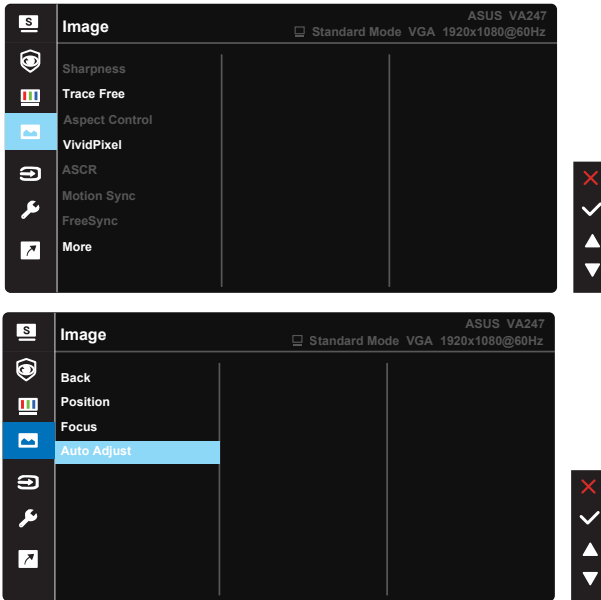 S
ASUS VA247
Image
Standard Mode VGA 1920x1080@60Hz
Sharpness
Trace Free
Aspect Control
VividPixel
ASCR
Motion Sync
FreeSync
More
S
ASUS VA247
Image
Standard Mode VGA 1920x1080@60Hz
Back
Position
Focus
Auto Adjust